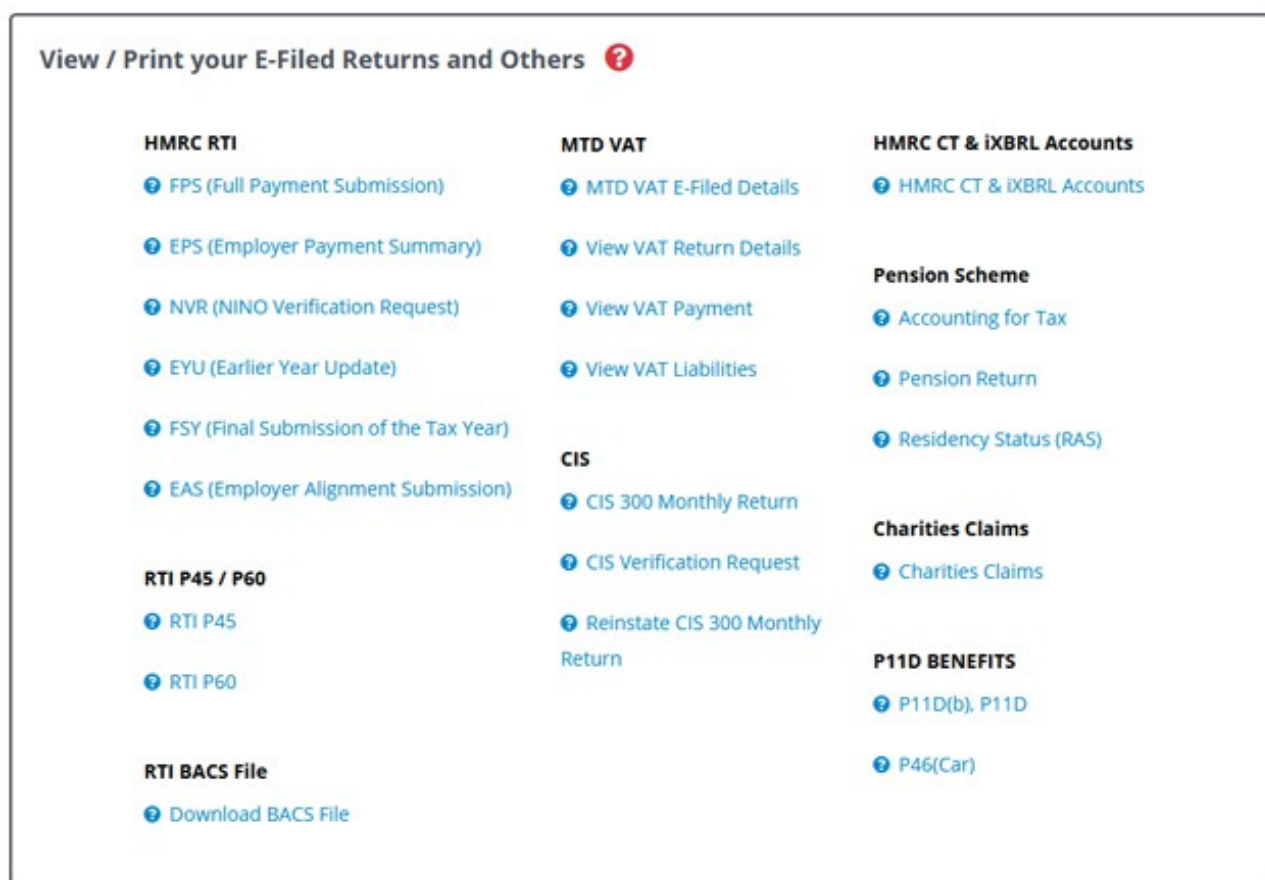 View / Print your E-Filed Returns and Others
HMRC RTI
FPS (Full Payment Submission)
EPS (Employer Payment Summary)
NVR (NINO Verification Request)
EYU (Earlier Year Update)
FSY (Final Submission of the Tax Year)
EAS (Employer Alignment Submission)
RTI P45 / P60
RTI P45
RTI P60
RTI BACS File
Download BACS File
MTD VAT
MTD VAT E-Filed Details
View VAT Return Details
View VAT Payment
View VAT Liabilities
CIS
CIS 300 Monthly Return
CIS Verification Request
Reinstate CIS 300 Monthly
Return
HMRC CT & iXBRL Accounts
HMRC CT & iXBRL Accounts
Pension Scheme
Accounting for Tax
Pension Return
Residency Status (RAS)
Charities Claims
Charities Claims
P11D BENEFITS
P11D(b), P11D
P46(Car)